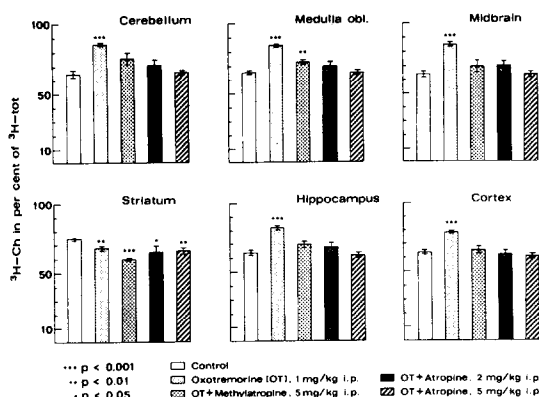 Cerebellum Medulla obl. Midbrain
*** *** ***
**
100
50
10
³H-Ch in per cent of ³H-tot
Striatum Hippocampus Cortex
100
50
10
** *** * **
***
***
*** p < 0.001
** p < 0.01
* p < 0.05
Control
Oxotremorine (OT), 1 mg/kg i.p.
OT+Methylatropine, 5 mg/kg i.p.
OT+Atropine, 2 mg/kg i.p.
OT+Atropine, 5 mg/kg i.p.